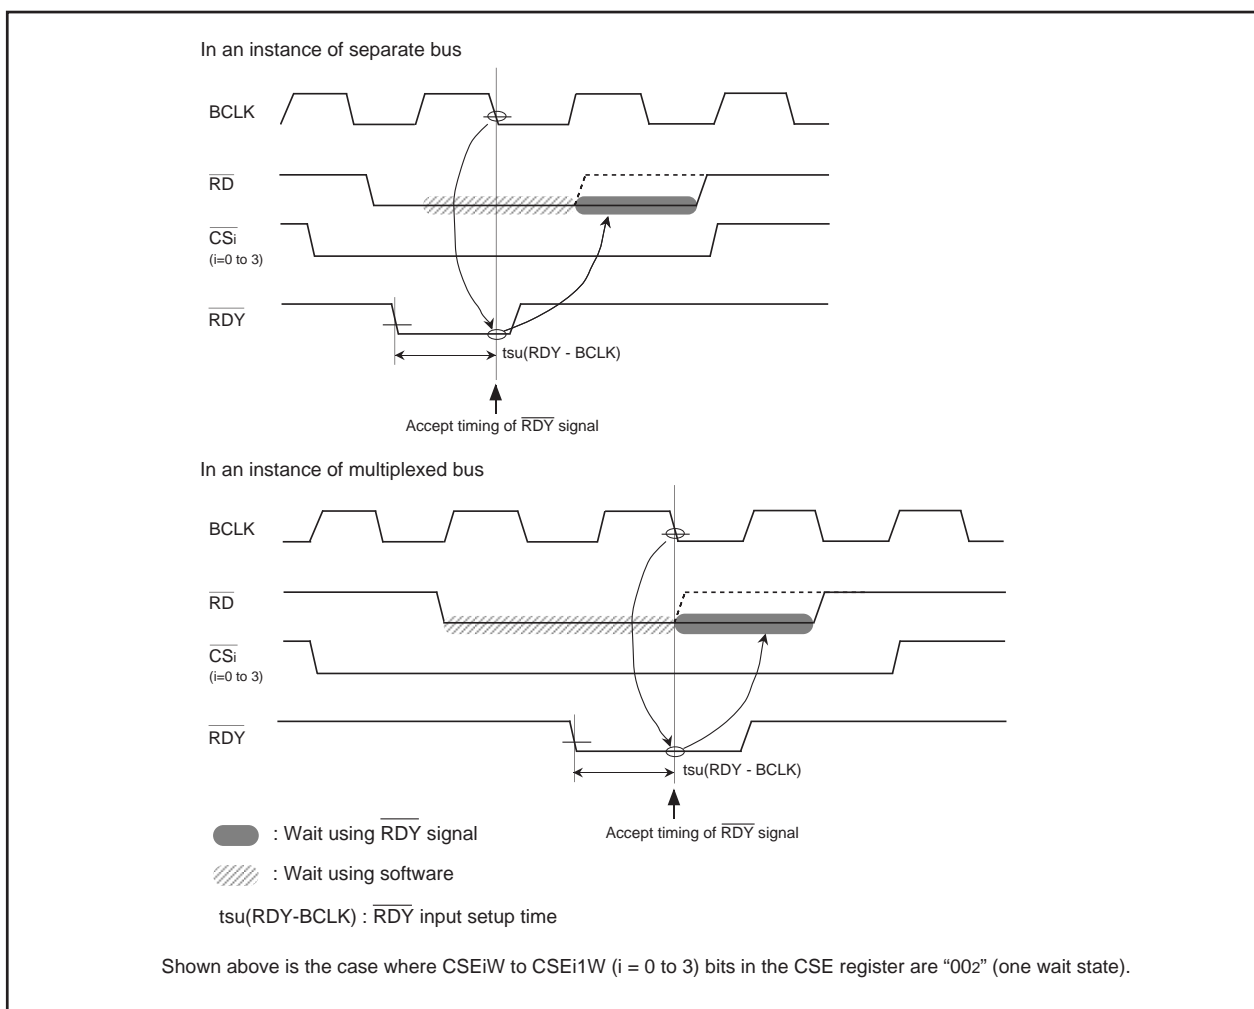 In an instance of separate bus
BCLK
RD
CSi
(i=0 to 3)
RDY
tsu(RDY - BCLK)
Accept timing of RDY signal
In an instance of multiplexed bus
BCLK
RD
CSi
(i=0 to 3)
RDY
tsu(RDY - BCLK)
Accept timing of RDY signal
: Wait using RDY signal
: Wait using software
tsu(RDY-BCLK) : RDY input setup time
Shown above is the case where CSEiW to CSEi1W (i = 0 to 3) bits in the CSE register are “002” (one wait state).